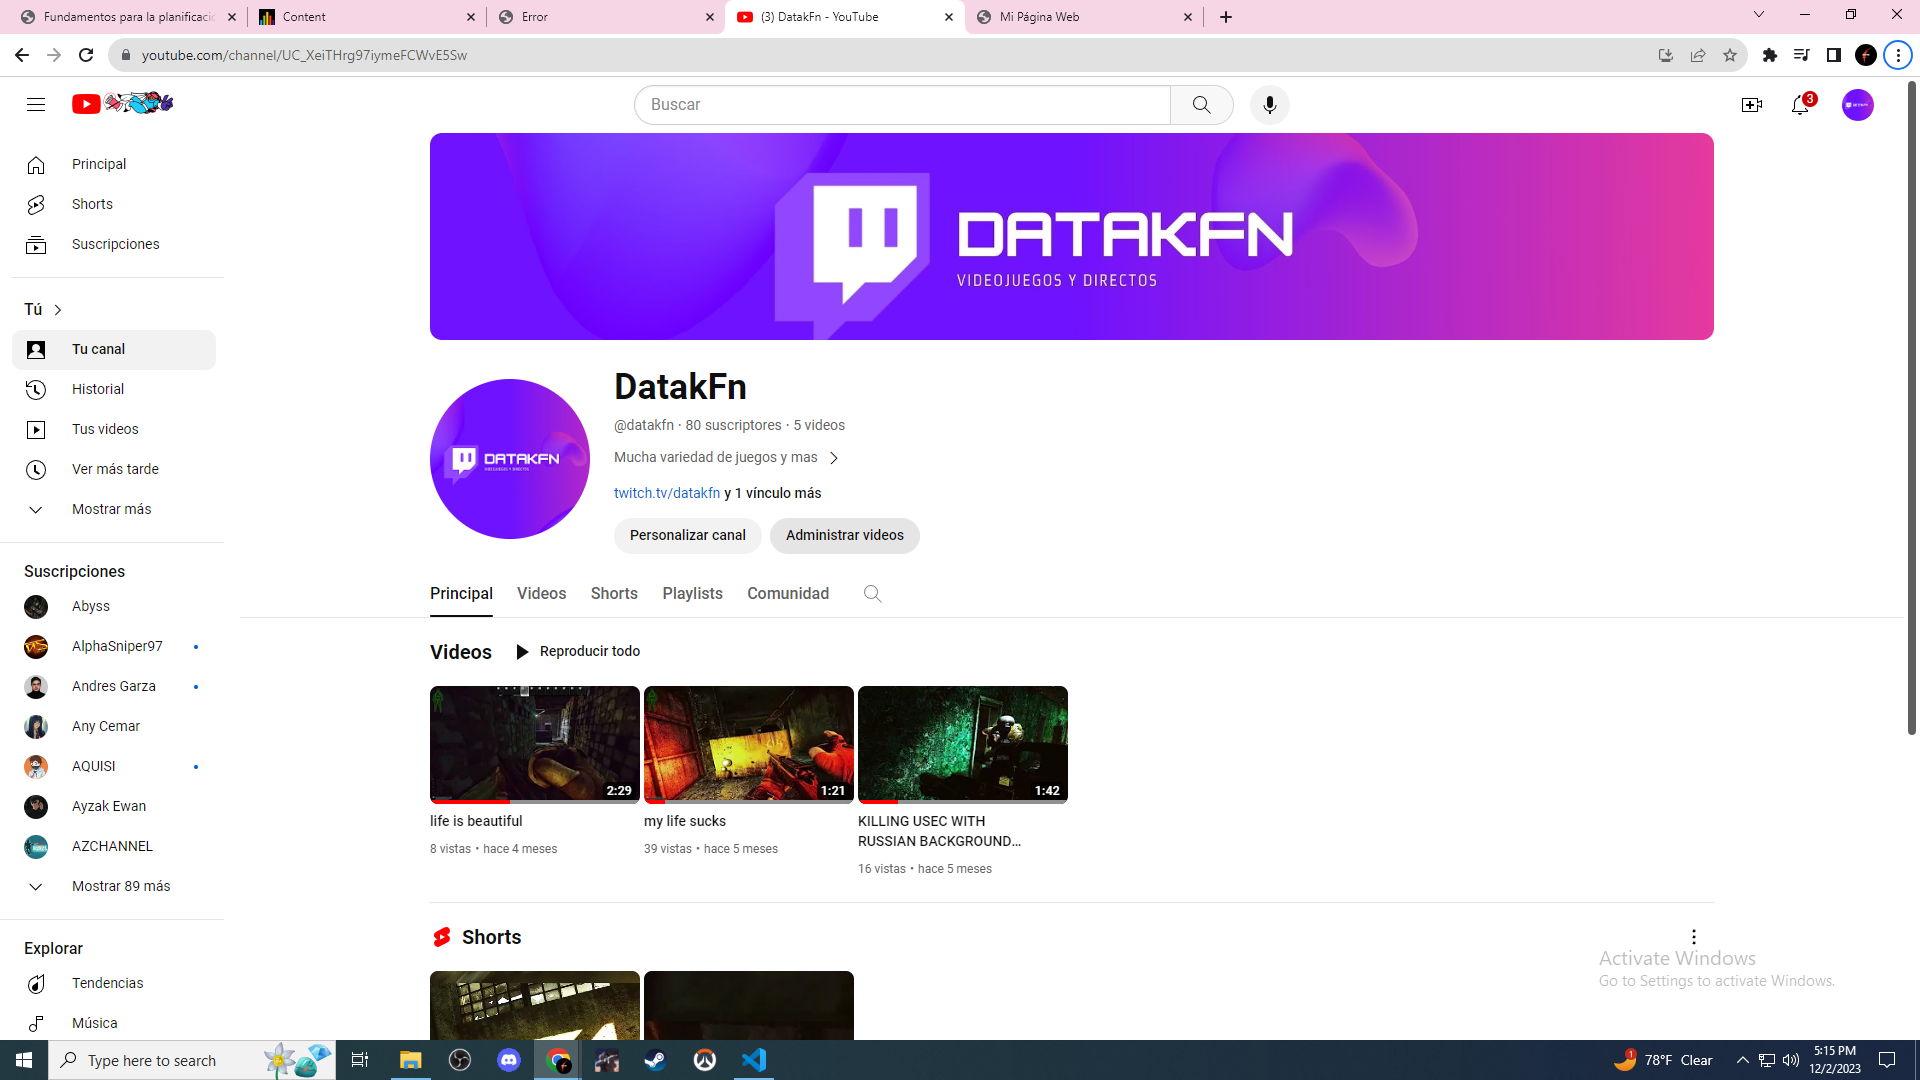 Fundamentos para la planificació
Content
Error
(3) DatakFn - YouTube
Mi Página Web
youtube.com/channel/UC_XeiTHrg97iymeFCWvE5Sw
Buscar
3
Principal
Shorts
Suscripciones
Tú
Tu canal
Historial
Tus videos
Ver más tarde
Mostrar más
Suscripciones
Abyss
AlphaSniper97
Andres Garza
Any Cemar
AQUISI
Ayzak Ewan
AZCHANNEL
Mostrar 89 más
Explorar
Tendencias
Música
DATAKFN
VIDEOJUEGOS Y DIRECTOS
DATAKFN
VIDEOJUEGOS Y DIRECTOS
DatakFn
@datakfn · 80 suscriptores · 5 videos
Mucha variedad de juegos y mas
twitch.tv/datakfn y 1 vínculo más
Personalizar canal
Administrar videos
Principal
Videos
Shorts
Playlists
Comunidad
Videos
Reproducir todo
2:29
1:21
1:42
life is beautiful
8 vistas • hace 4 meses
my life sucks
39 vistas • hace 5 meses
KILLING USEC WITH
RUSSIAN BACKGROUND...
16 vistas • hace 5 meses
Shorts
Activate Windows
Go to Settings to activate Windows.
Type here to search
1
78°F Clear
5:15 PM
12/2/2023